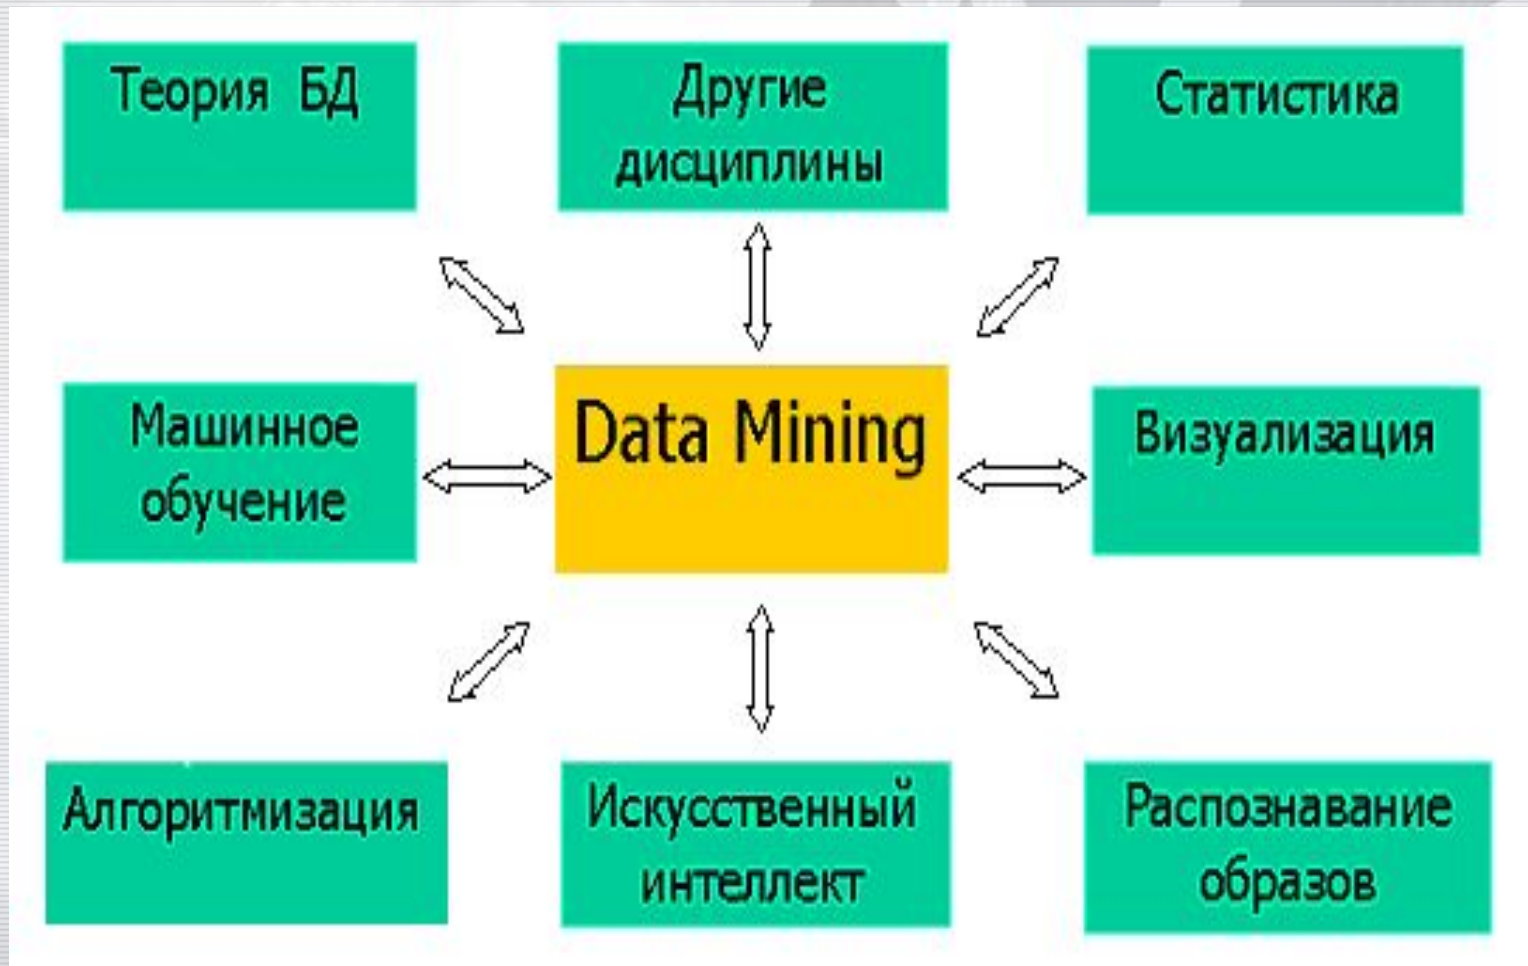 Теория БД
Другие
дисциплины
Статистика
Машинное
обучение
Data Mining
Визуализация
Алгоритмизация
Искусственный
интеллект
Распознавание
образов